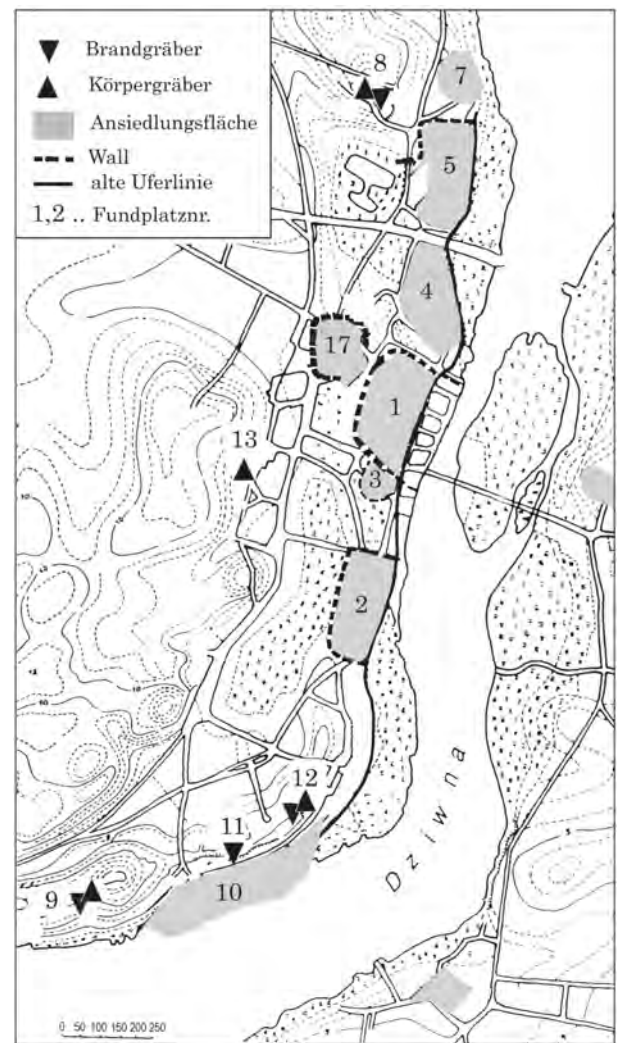 Brandgräber
Körpergräber
Ansiedlungsfläche
Wall
alte Uferlinie
1,2 .. Fundplatznr.
8
7
5
4
17
1
13
3
2
12
11
10
9
Dziwna
0 50 100 150 200 250